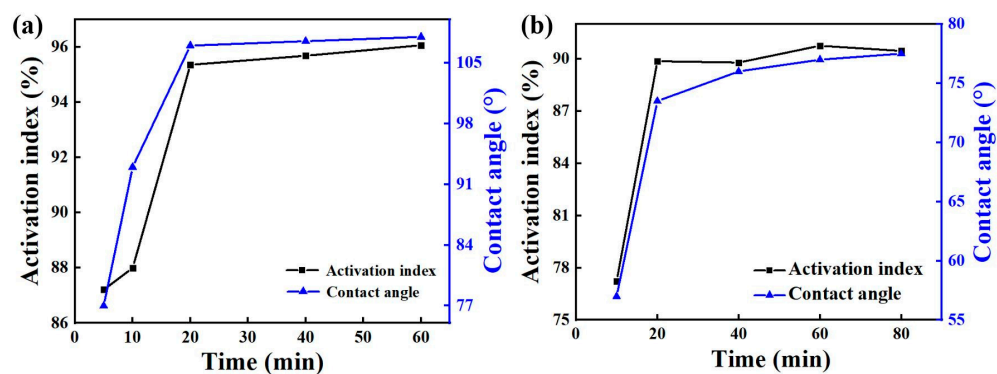 (a)
Activation index (%)
96
94
92
90
88
86
0
10
20
30
40
50
60
Time (min)
105
98
91
84
77
Contact angle (°)
Activation index
Contact angle
(b)
Activation index (%)
90
87
84
81
78
75
0
20
40
60
80
Time (min)
80
75
70
65
60
55
Contact angle (°)
Activation index
Contact angle